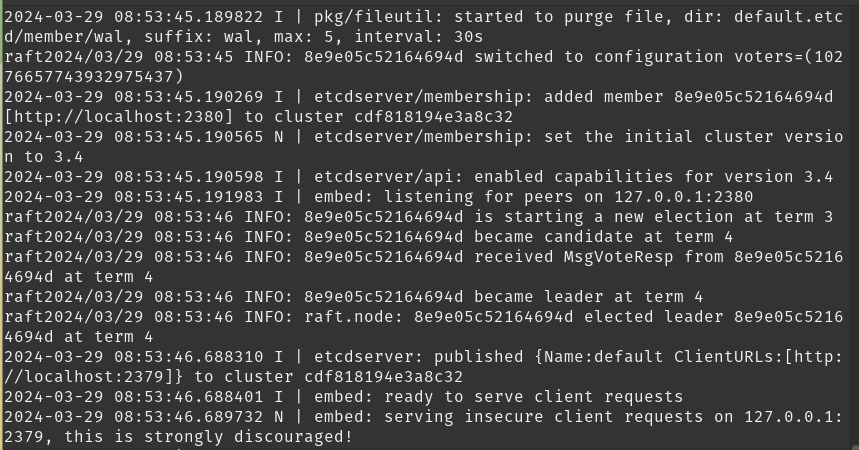 2024-03-29 08:53:45.189822 I | pkg/fileutil: started to purge file, dir: default.etc
d/member/wal, suffix: wal, max: 5, interval: 30s
raft2024/03/29 08:53:45 INFO: 8e9e05c52164694d switched to configuration voters=(102
76657743932975437)
2024-03-29 08:53:45.190269 I | etcdserver/membership: added member 8e9e05c52164694d
[http://localhost:2380] to cluster cdf818194e3a8c32
2024-03-29 08:53:45.190565 N | etcdserver/membership: set the initial cluster versio
n to 3.4
2024-03-29 08:53:45.190598 I | etcdserver/api: enabled capabilities for version 3.4
2024-03-29 08:53:45.191983 I | embed: listening for peers on 127.0.0.1:2380
raft2024/03/29 08:53:46 INFO: 8e9e05c52164694d is starting a new election at term 3
raft2024/03/29 08:53:46 INFO: 8e9e05c52164694d became candidate at term 4
raft2024/03/29 08:53:46 INFO: 8e9e05c52164694d received MsgVoteResp from 8e9e05c5216
4694d at term 4
raft2024/03/29 08:53:46 INFO: 8e9e05c52164694d became leader at term 4
raft2024/03/29 08:53:46 INFO: raft.node: 8e9e05c52164694d elected leader 8e9e05c5216
4694d at term 4
2024-03-29 08:53:46.688310 I | etcdserver: published {Name:default ClientURLs:[http:
//localhost:2379]} to cluster cdf818194e3a8c32
2024-03-29 08:53:46.688401 I | embed: ready to serve client requests
2024-03-29 08:53:46.689732 N | embed: serving insecure client requests on 127.0.0.1:
2379, this is strongly discouraged!